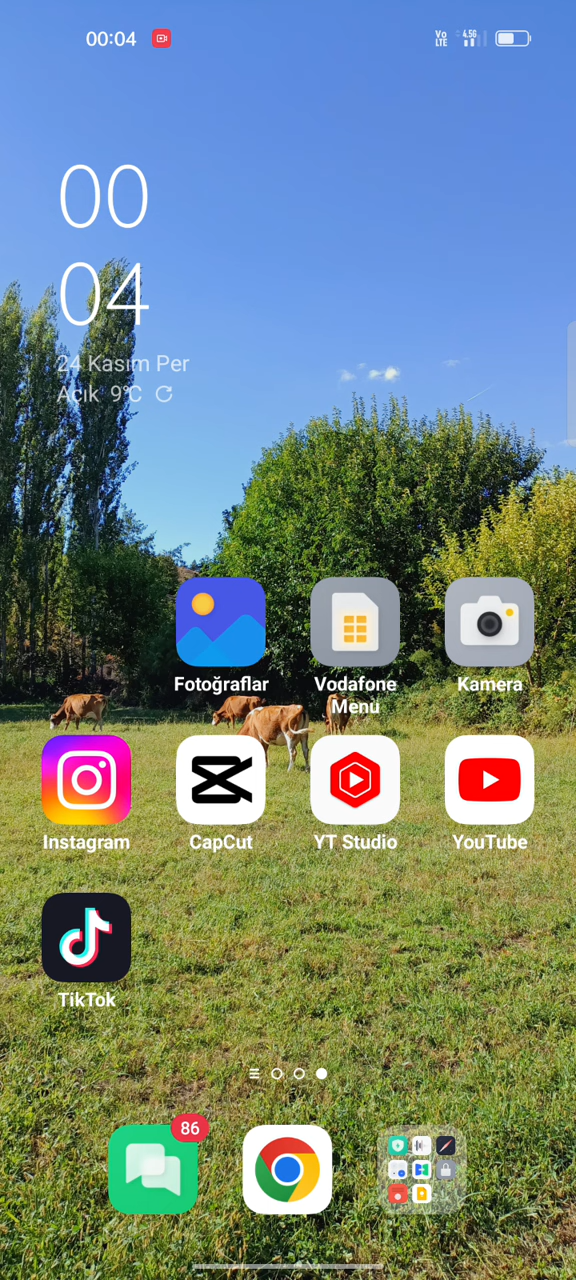 00:04
Vo
LTE
4.5G
00
04
24 Kasım Per
Açık 9°C
Fotoğraflar
Vodafone
Menu
Kamera
Instagram
CapCut
YT Studio
YouTube
TikTok
86